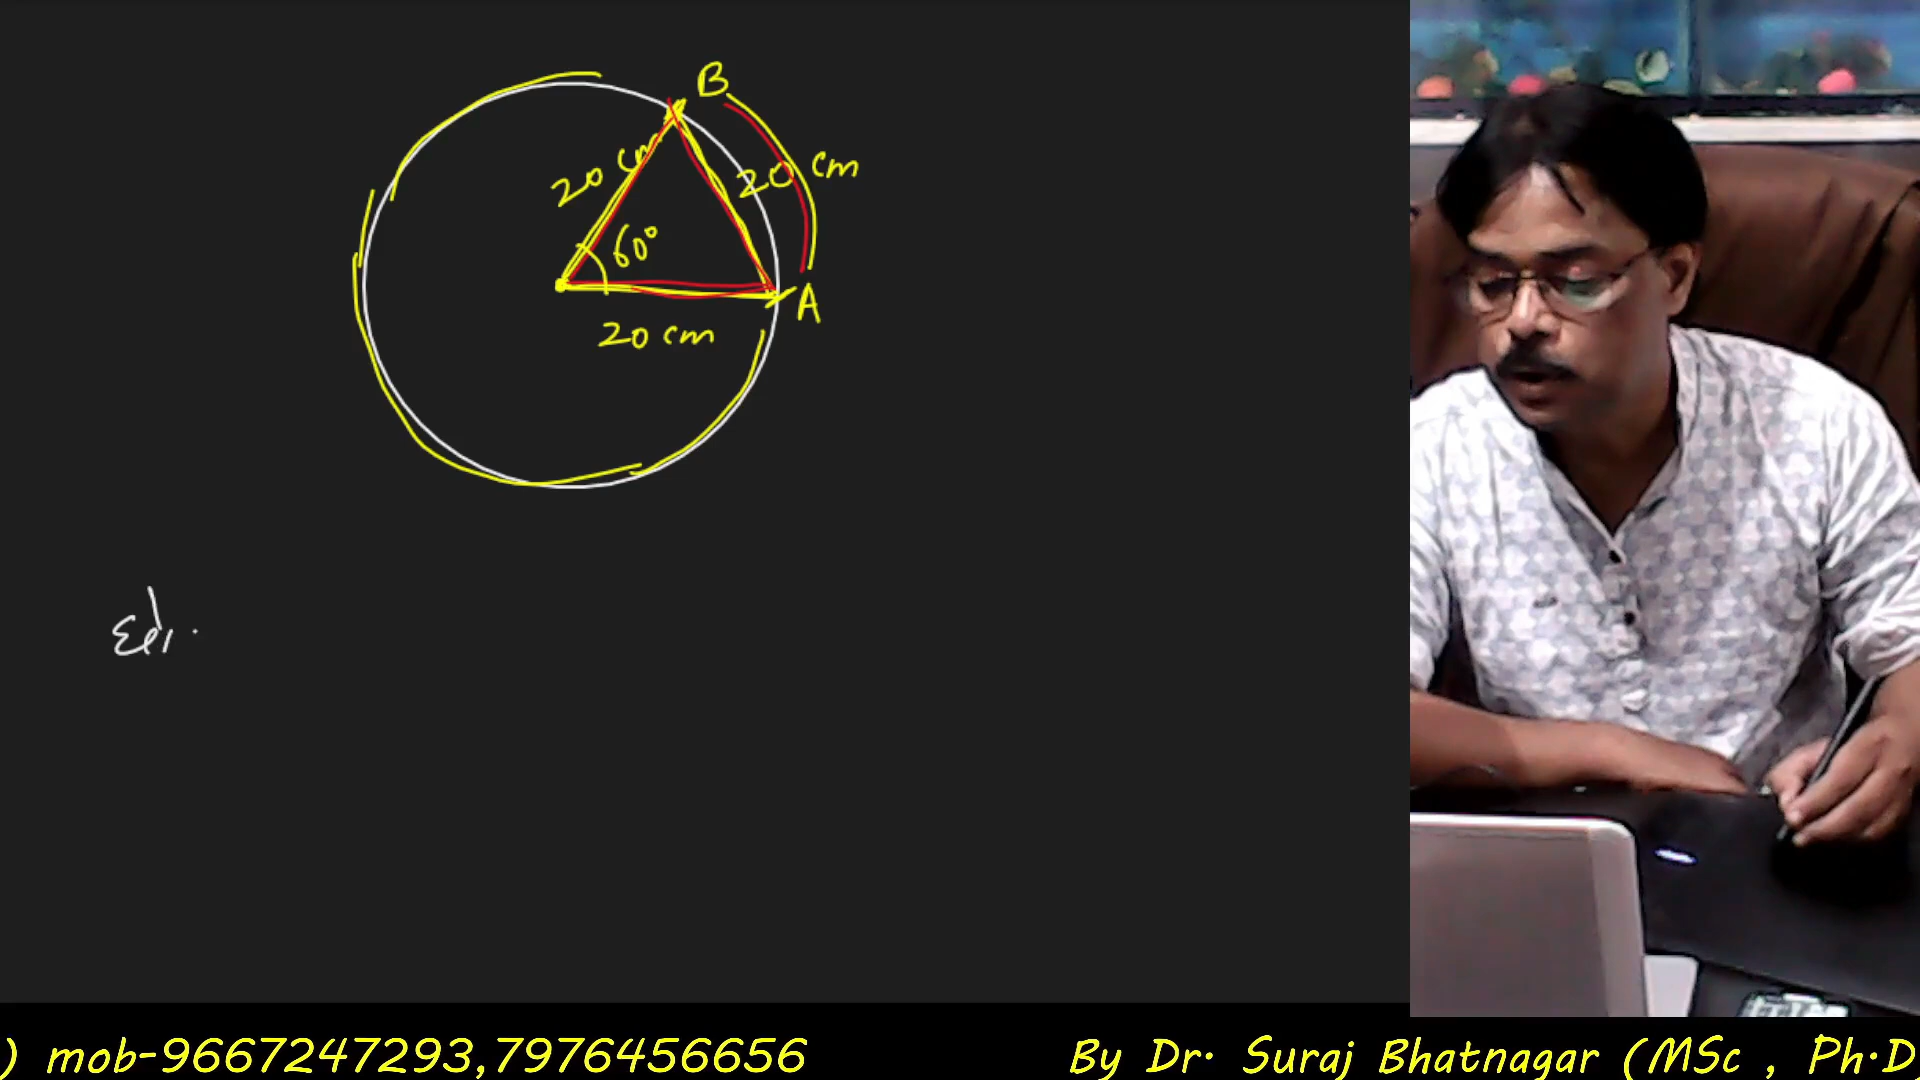 B
20 cm
20 cm
60°
A
20 cm
) mob-9667247293,7976456656
By Dr. Suraj Bhatnagar (MSc , Ph.D